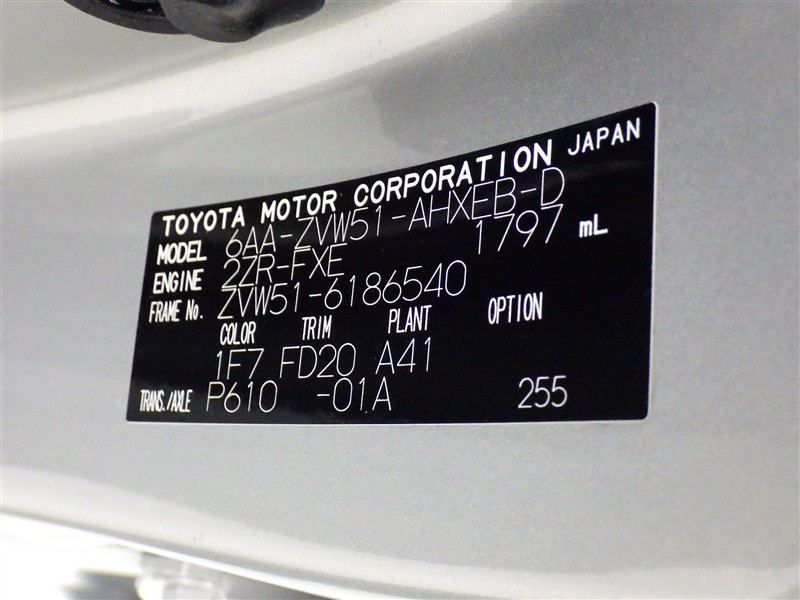 TOYOTA MOTOR CORPORATION JAPAN
MODEL 6AA-ZVW51-AHXEB-D
ENGINE 2ZR-FXE 1797 mL
FRAME No. ZVW51-6186540
COLOR TRIM PLANT OPTION
1F7 FD20 A41
TRANS./AXLE P610 -01A 255